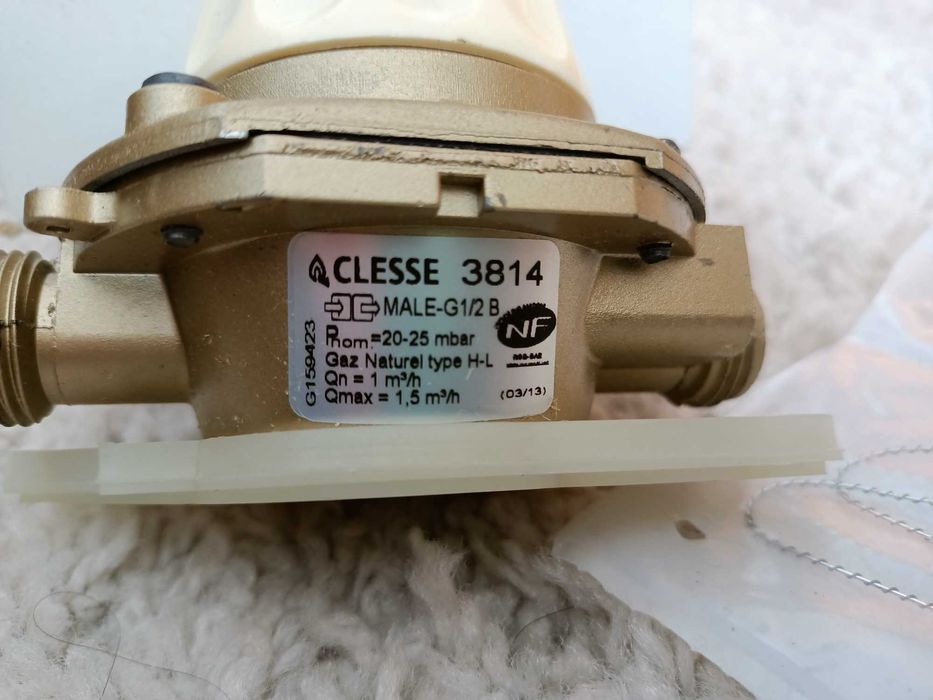 CLESSE 3814
MALE-G1/2 B
NF
Pnom.=20-25 mbar
Gaz Naturel type H-L
Qn = 1 m³/h
Qmax = 1,5 m³/h
(03/13)
G159423